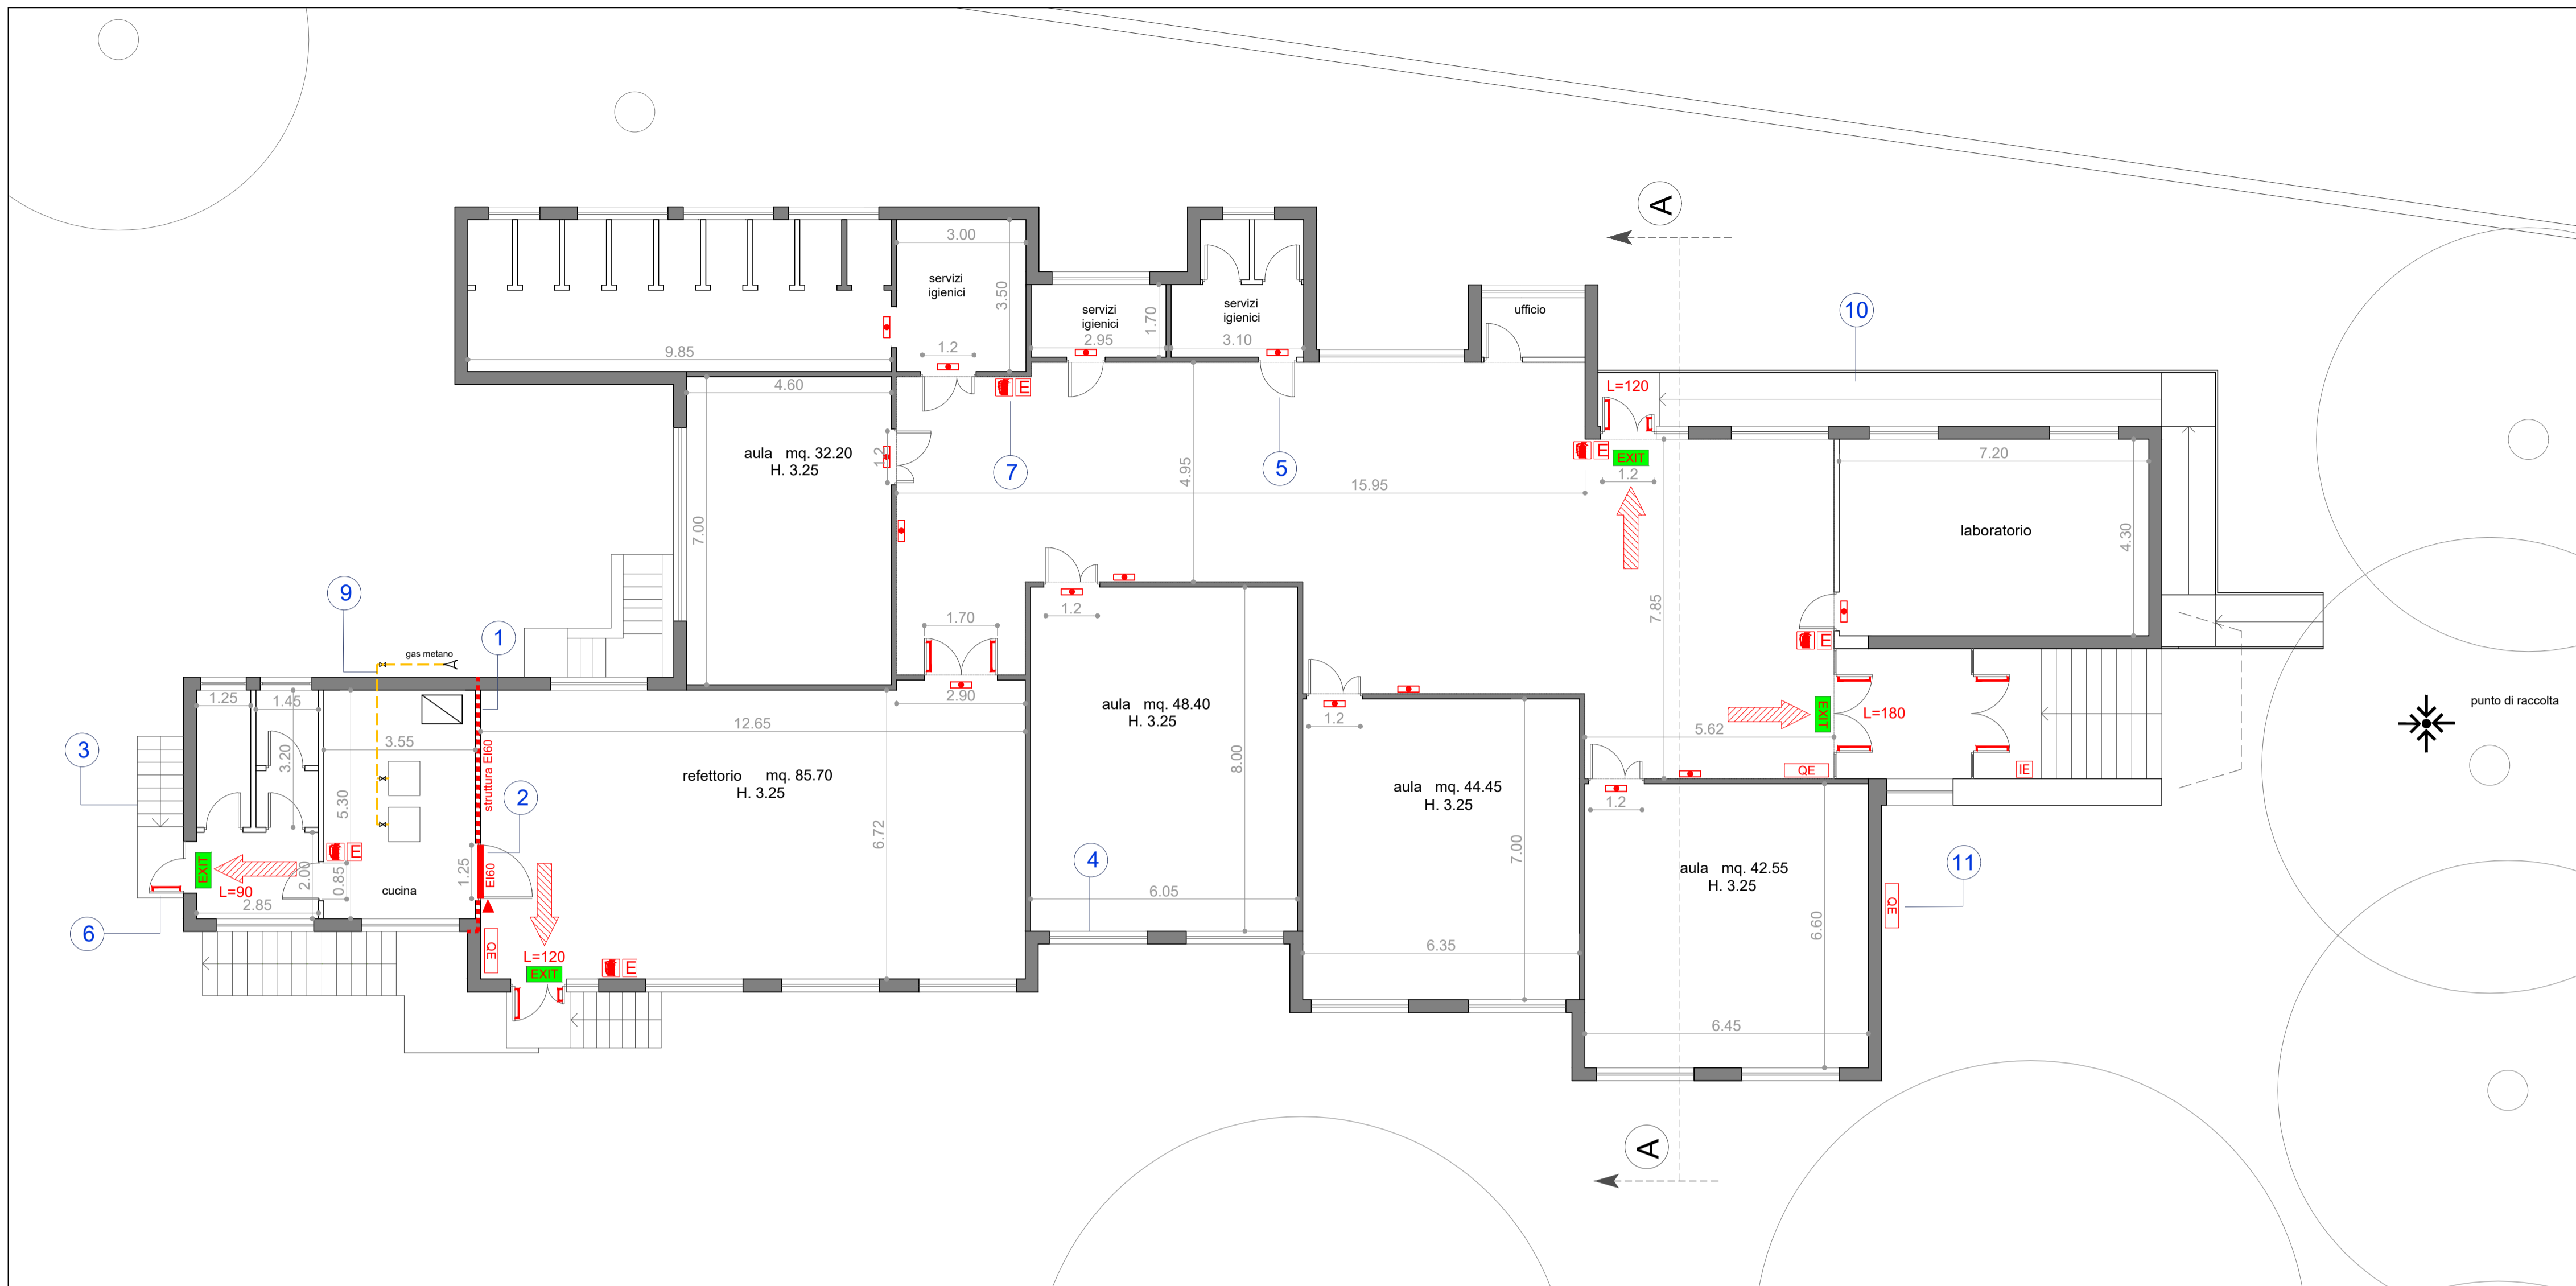 A
3.00
servizi
igienici
3.50
servizi
igienici
1.70
2.95
servizi
igienici
3.10
ufficio
10
9.85
1.2
E
4.60
L=120
aula mq. 32.20
H. 3.25
1.2
7
5
4.95
E
EXIT
1.2
15.95
7.20
7.00
laboratorio
4.30
9
1
gas metano
1.70
1.2
7.85
E
1.25
1.45
2.90
12.65
aula mq. 48.40
H. 3.25
1.2
EXIT
L=180
punto di raccolta
3
3.55
3.20
struttura EI60
refettorio mq. 85.70
H. 3.25
8.00
5.62
QE
IE
5.30
2
aula mq. 44.45
H. 3.25
1.2
6.72
7.00
E
EXIT
L=90
2.00
0.85
cucina
1.25
EI60
4
aula mq. 42.55
H. 3.25
11
2.85
6.05
QE
6
QE
L=120
EXIT
E
6.35
6.60
6.45
A